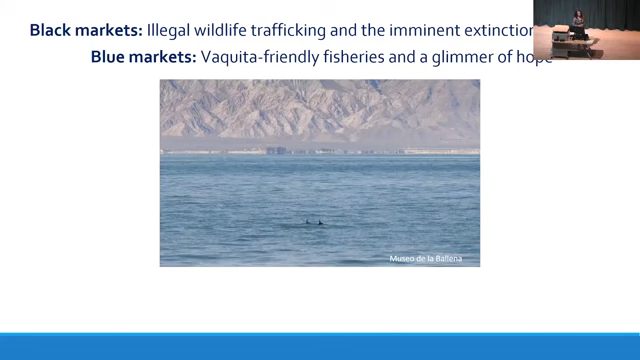 Black markets: Illegal wildlife trafficking and the imminent extinction
Blue markets: Vaquita-friendly fisheries and a glimmer of hope
Museo de la Ballena